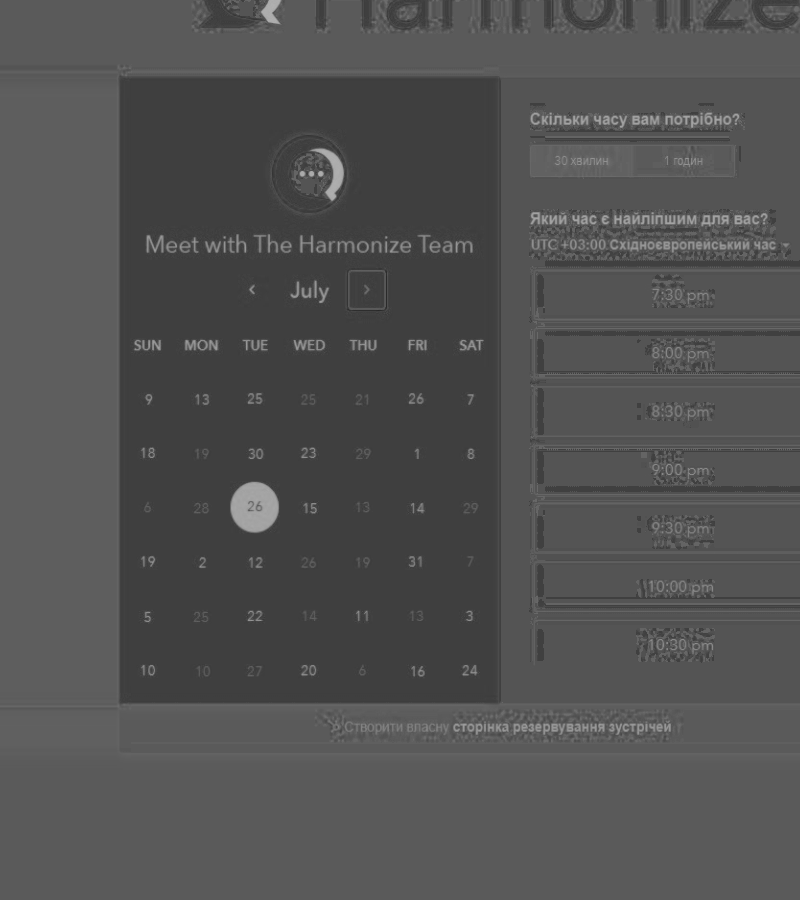 Harmonize
Meet with The Harmonize Team
‹ July ›
SUN MON TUE WED THU FRI SAT
9 13 25 25 21 26 7
18 19 30 23 29 1 8
6 28 26 15 13 14 29
19 2 12 26 19 31 7
5 25 22 14 11 13 3
10 10 27 20 6 16 24
Скільки часу вам потрібно?
30 хвилин 1 годин
Який час є найліпшим для вас?
UTC +03:00 Східноєвропейський час
7:30 pm
8:00 pm
8:30 pm
9:00 pm
9:30 pm
10:00 pm
10:30 pm
Створити власну сторінка резервування зустрічей